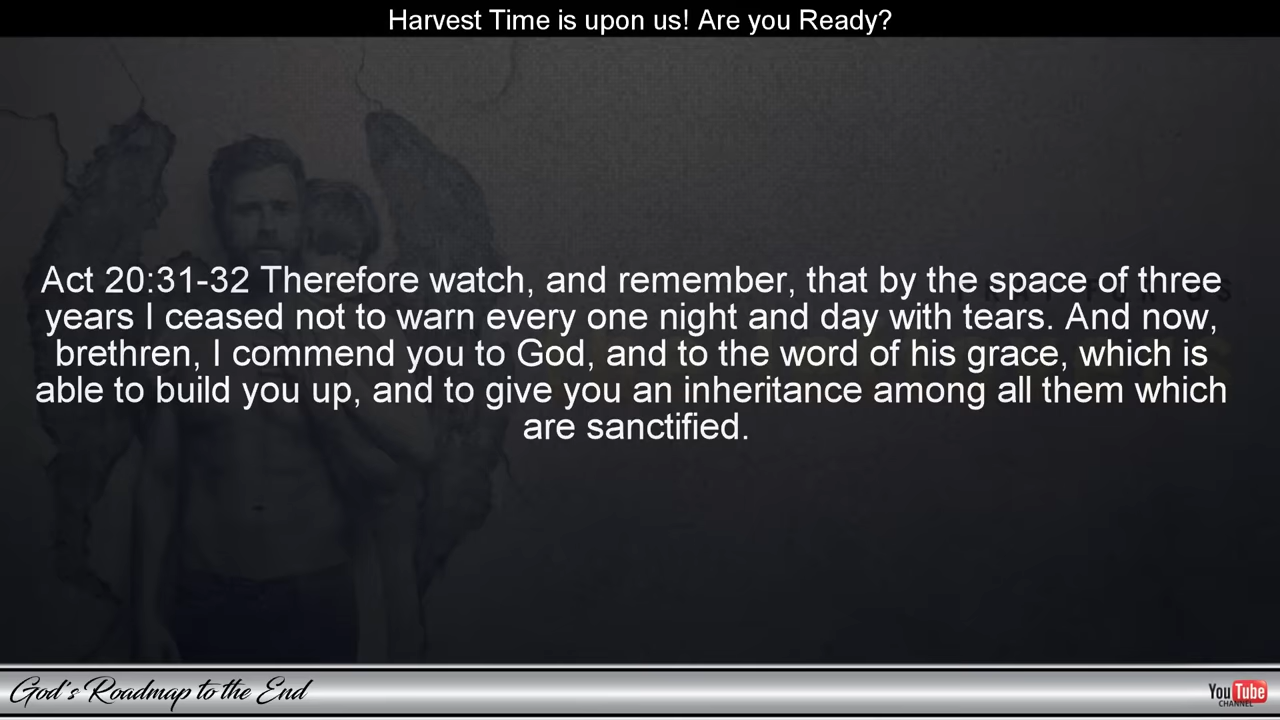 Harvest Time is upon us! Are you Ready?
Act 20:31-32 Therefore watch, and remember, that by the space of three
years I ceased not to warn every one night and day with tears. And now,
brethren, I commend you to God, and to the word of his grace, which is
able to build you up, and to give you an inheritance among all them which
are sanctified.
God's Roadmap to the End
YouTube
CHANNEL